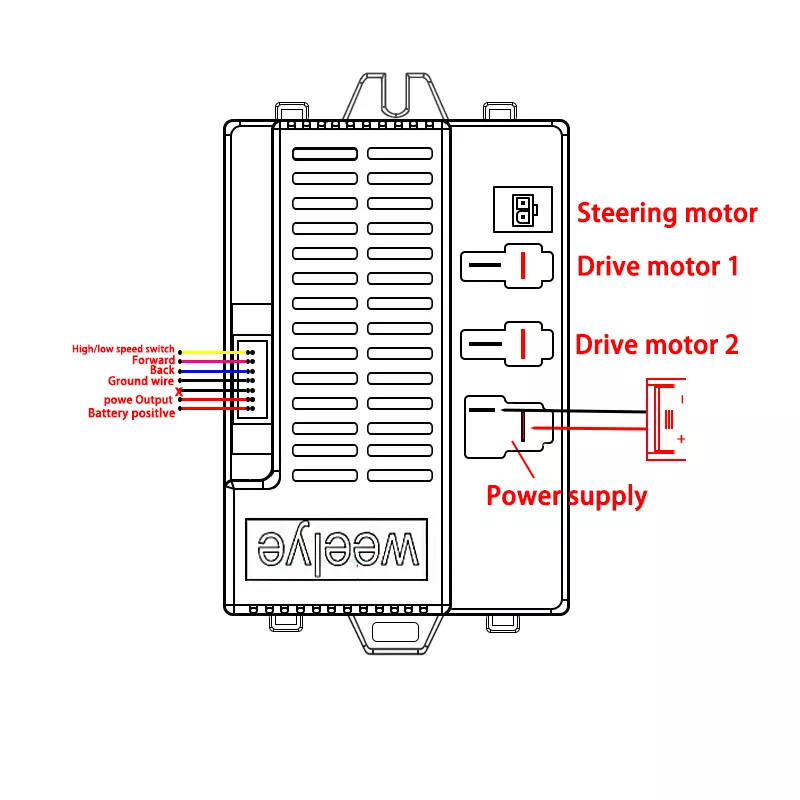 Steering motor
Drive motor 1
Drive motor 2
High/low speed switch
Forward
Back
Ground wire
X
powe Output
Battery positive
-
+
Power supply
weelye